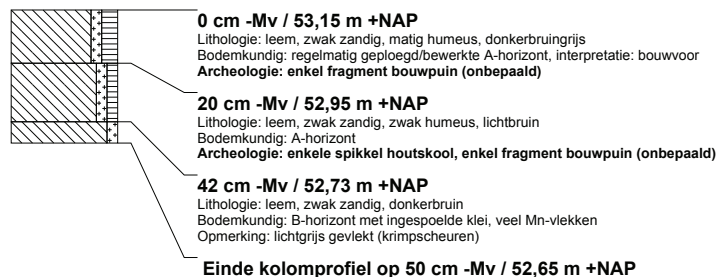 0 cm -Mv / 53,15 m +NAP
Lithologie: leem, zwak zandig, matig humeus, donkerbruingrijs
Bodemkundig: regelmatig geploegd/bewerkte A-horizont, interpretatie: bouwvoor
Archeologie: enkel fragment bouwpuin (onbepaald)
20 cm -Mv / 52,95 m +NAP
Lithologie: leem, zwak zandig, zwak humeus, lichtbruin
Bodemkundig: A-horizont
Archeologie: enkele spikkel houtskool, enkel fragment bouwpuin (onbepaald)
42 cm -Mv / 52,73 m +NAP
Lithologie: leem, zwak zandig, donkerbruin
Bodemkundig: B-horizont met ingespoelde klei, veel Mn-vlekken
Opmerking: lichtgrijs gevlekt (krimpscheuren)
Einde kolomprofiel op 50 cm -Mv / 52,65 m +NAP